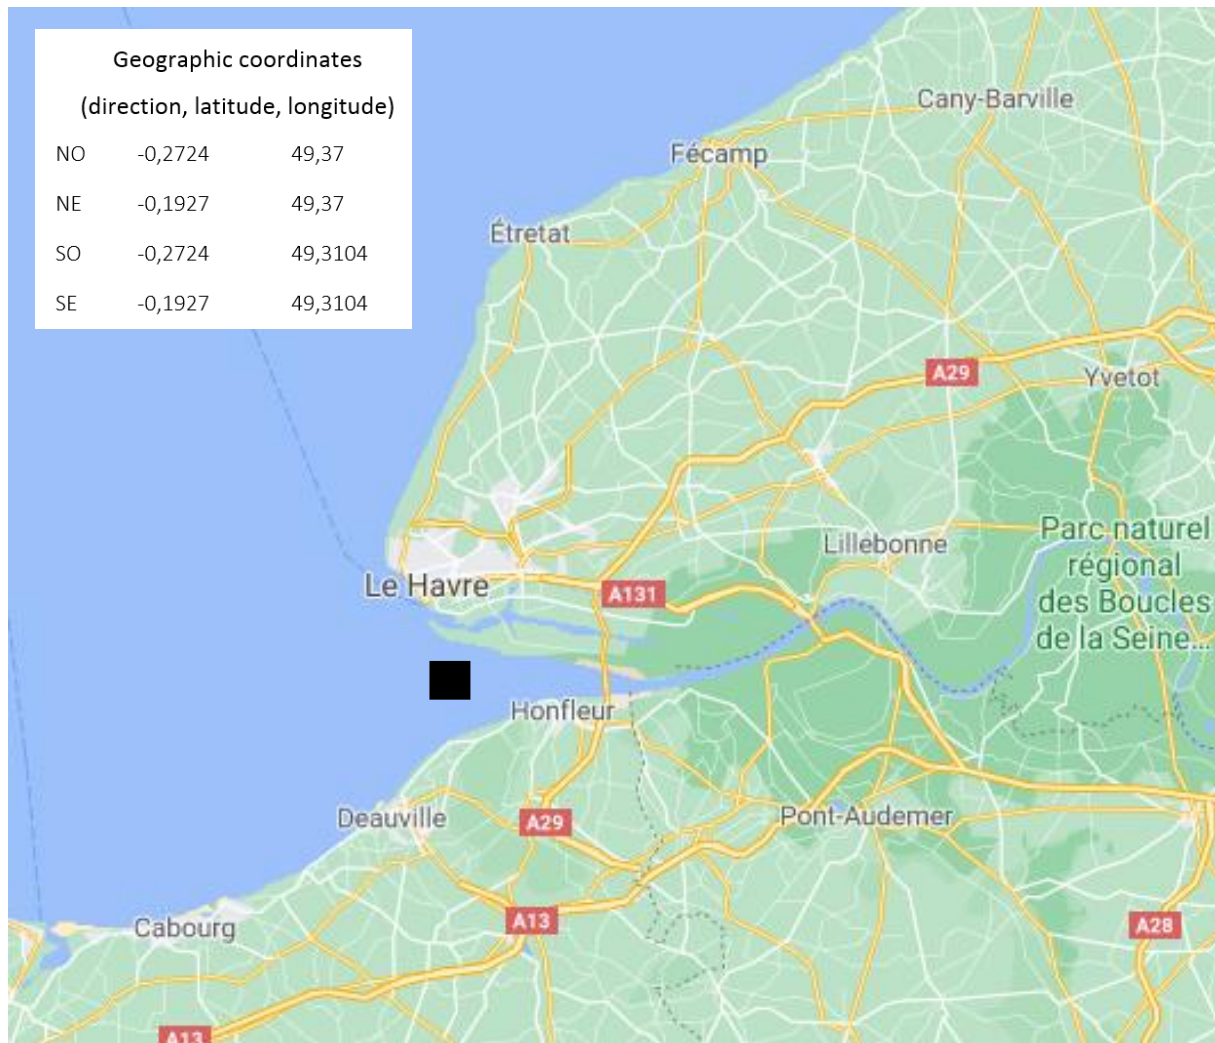 Geographic coordinates
(direction, latitude, longitude)
NO -0,2724 49,37
NE -0,1927 49,37
SO -0,2724 49,3104
SE -0,1927 49,3104
Cany-Barville
Fécamp
Étretat
A29
Yvetot
Parc naturel
régional
des Boucles
de la Seine...
Lillebonne
Le Havre
A131
Honfleur
Deauville
A29
Pont-Audemer
Cabourg
A13
A28
A13